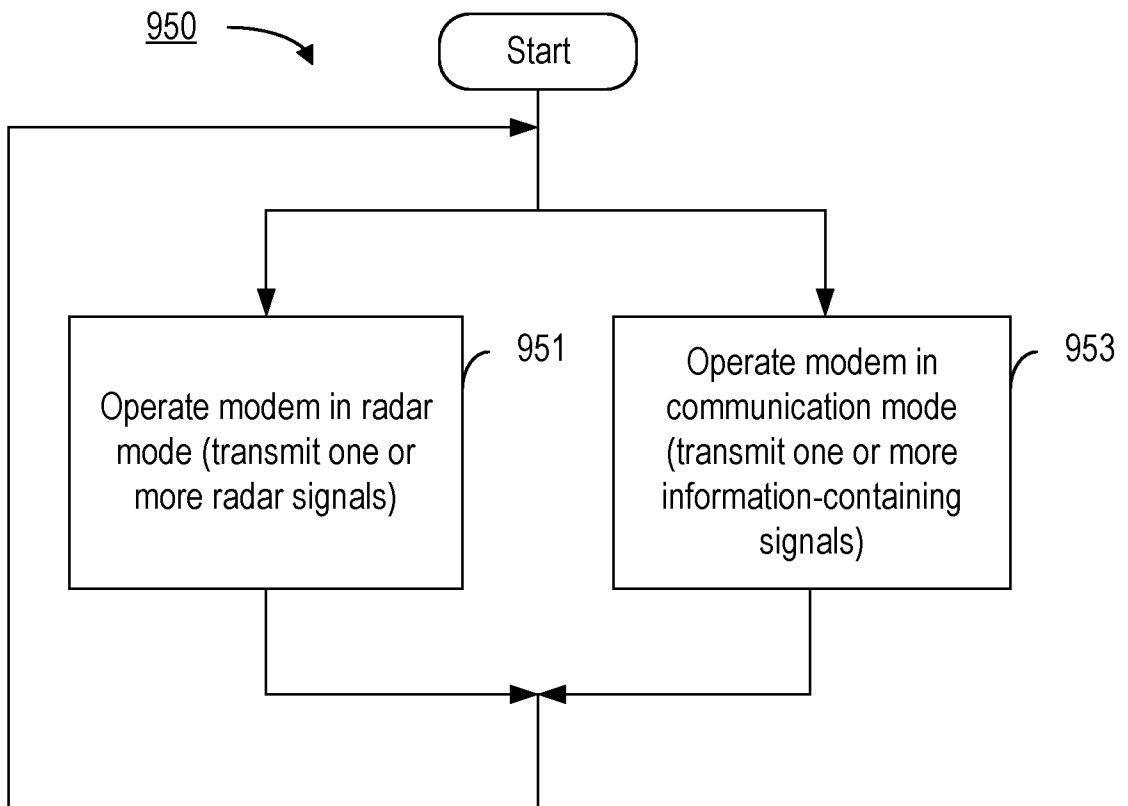 950
Start
Operate modem in radar
mode (transmit one or
more radar signals)
951
Operate modem in
communication mode
(transmit one or more
information-containing
signals)
953